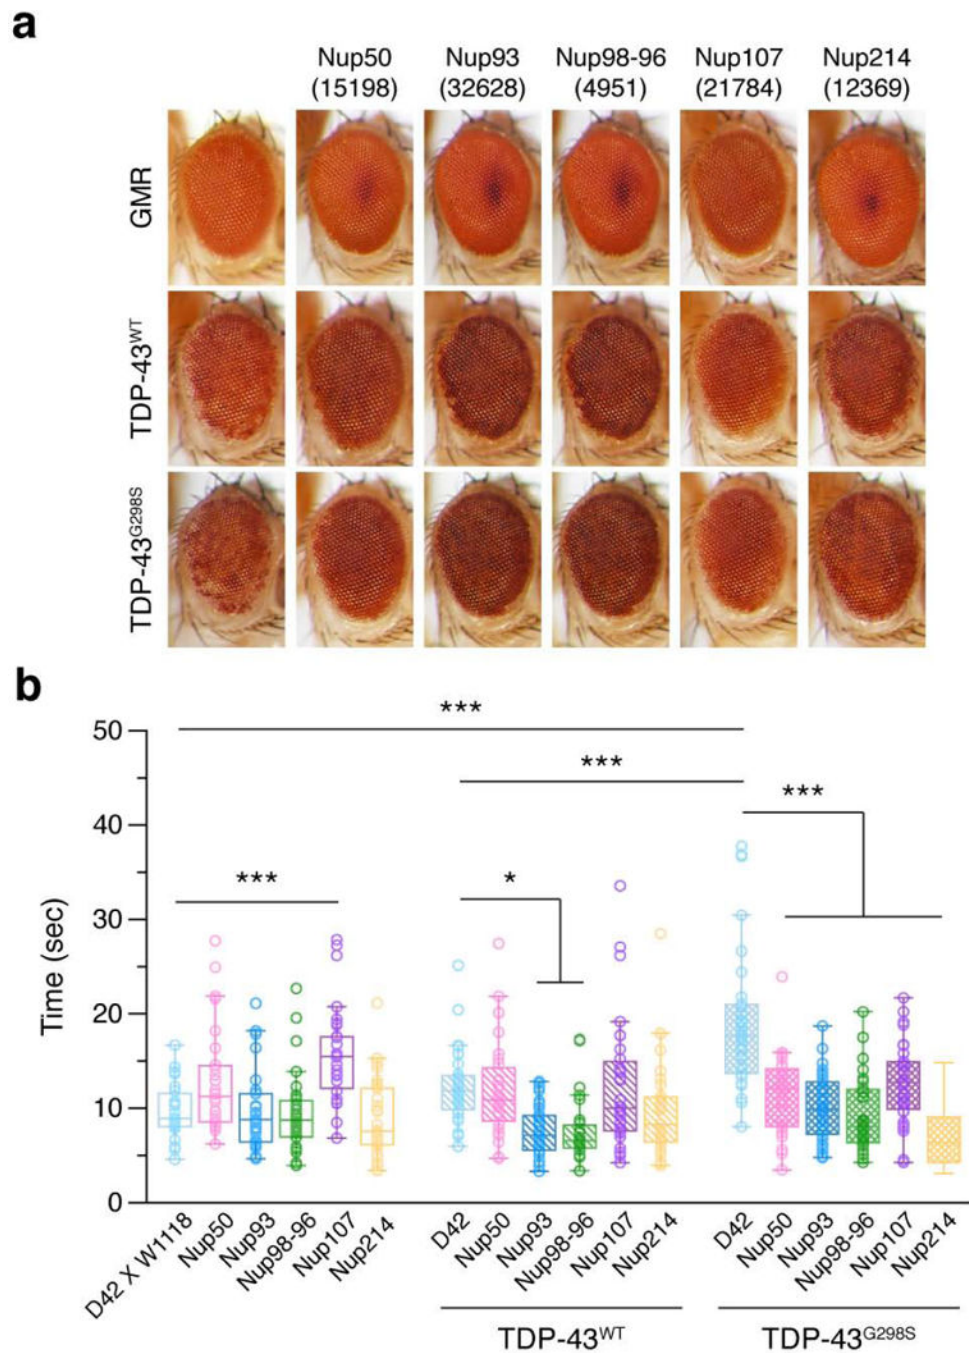 a
Nup50 Nup93 Nup98-96 Nup107 Nup214
(15198) (32628) (4951) (21784) (12369)
GMR
TDP-43WT
TDP-43G298S
b
***
50
***
***
40
***
*
30
Time (sec)
20
10
0
D42 X W1118 Nup50 Nup93 Nup98-96 Nup107 Nup214 D42 Nup50 Nup93 Nup98-96 Nup107 Nup214 D42 Nup50 Nup93 Nup98-96 Nup107 Nup214
TDP-43WT TDP-43G298S